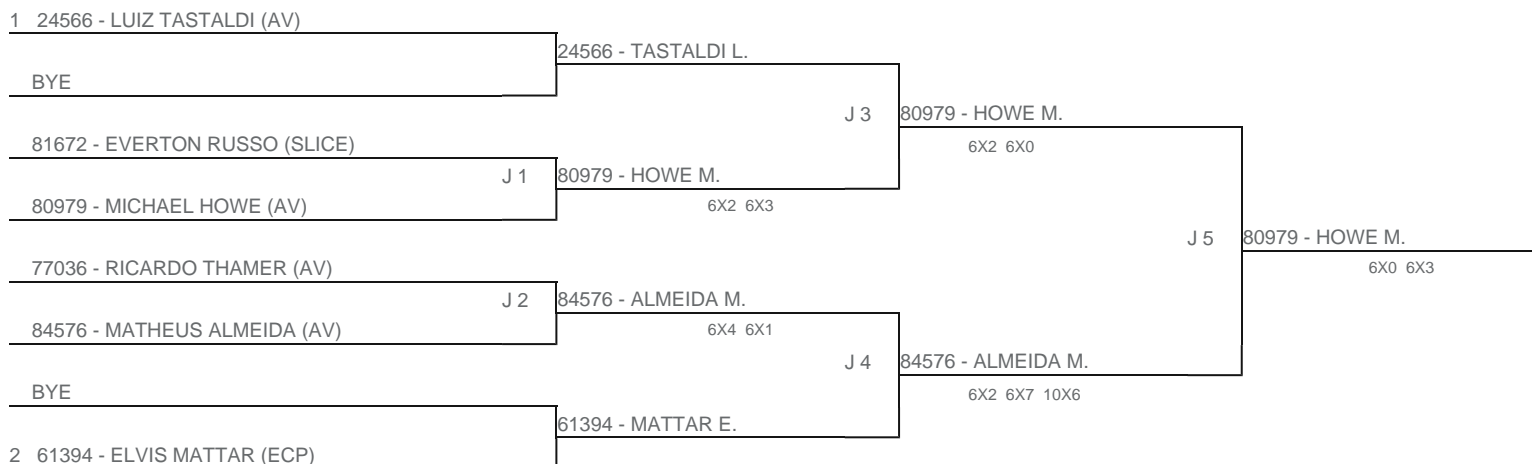 1 24566 - LUIZ TASTALDI (AV)
24566 - TASTALDI L.
BYE
J 3
80979 - HOWE M.
6X2 6X0
81672 - EVERTON RUSSO (SLICE)
J 1
80979 - HOWE M.
6X2 6X3
80979 - MICHAEL HOWE (AV)
J 5
80979 - HOWE M.
6X0 6X3
77036 - RICARDO THAMER (AV)
J 2
84576 - ALMEIDA M.
6X4 6X1
84576 - MATHEUS ALMEIDA (AV)
J 4
84576 - ALMEIDA M.
6X2 6X7 10X6
BYE
61394 - MATTAR E.
2 61394 - ELVIS MATTAR (ECP)